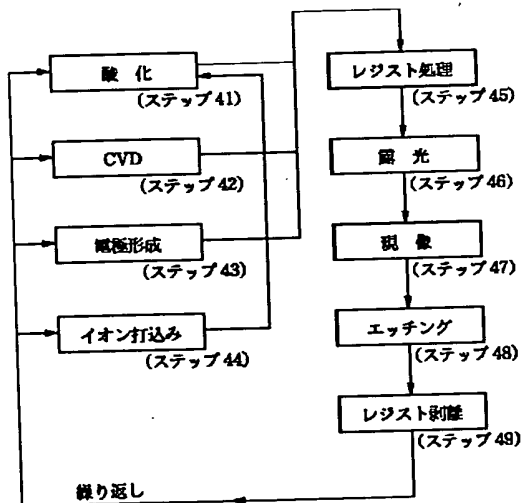 酸化
(ステップ41)
CVD
(ステップ42)
電極形成
(ステップ43)
イオン打込み
(ステップ44)
レジスト処理
(ステップ45)
露光
(ステップ46)
現像
(ステップ47)
エッチング
(ステップ48)
レジスト剥離
(ステップ49)
繰り返し